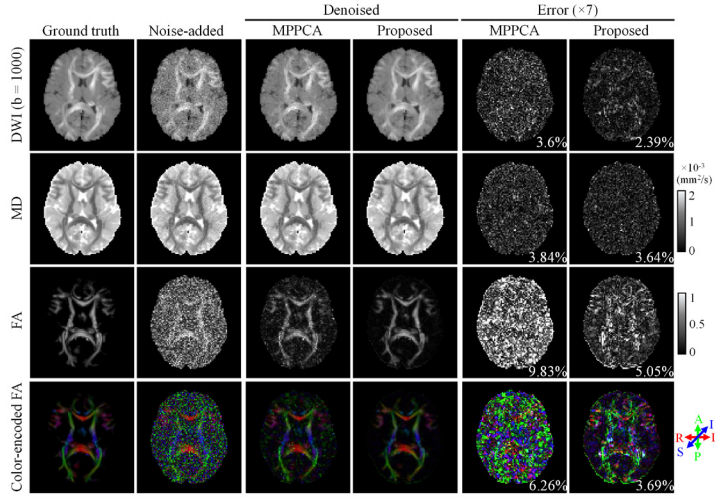 Denoised Error (×7)
Ground truth Noise-added MPPCA Proposed MPPCA Proposed
DWI (b = 1000)
3.6% 2.39%
MD
3.84% 3.64%
×10-3
(mm2/s)
2
1
0
FA
9.83% 5.05%
1
0
Color-encoded FA
6.26% 3.69%
A I
R L
S P